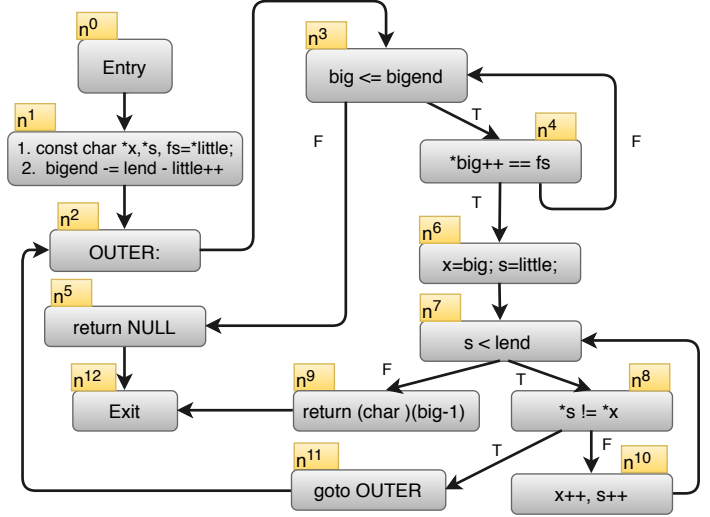 n0
Entry
n1
1. const char *x,*s, fs=*little;
2. bigend -= lend - little++
n2
OUTER:
n3
big <= bigend
T
F
n4
*big++ == fs
F
T
n5
return NULL
n6
x=big; s=little;
n7
s < lend
F
T
n8
*s != *x
T
F
n9
return (char )(big-1)
n10
x++, s++
n11
goto OUTER
n12
Exit